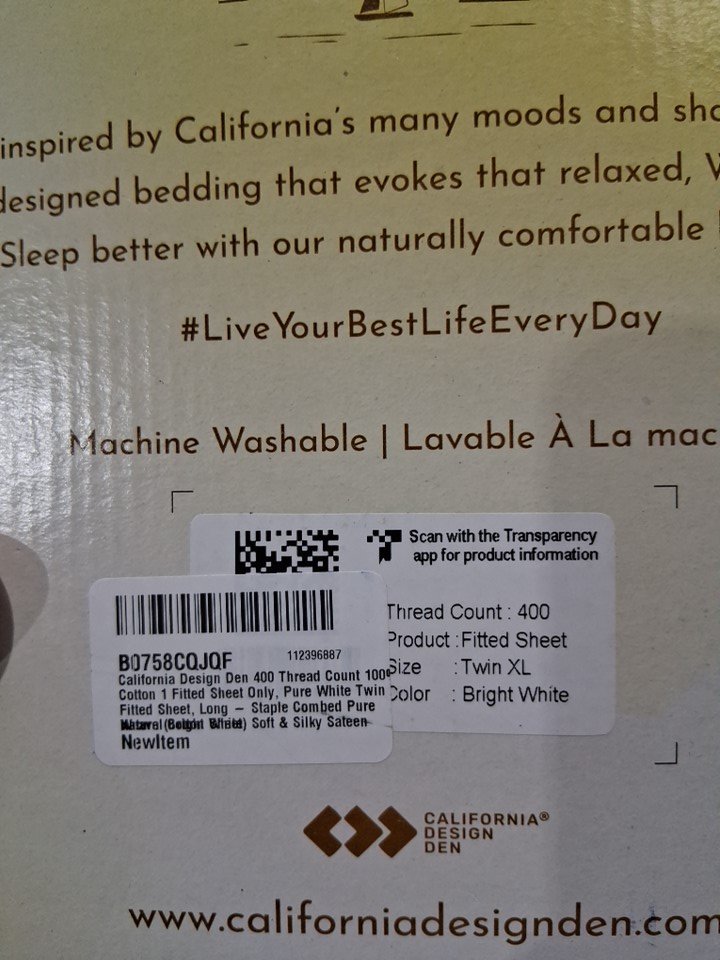 inspired by California's many moods and
designed bedding that evokes that relaxed,
Sleep better with our naturally comfortable
#LiveYourBestLifeEveryDay
Machine Washable | Lavable À La mac
Scan with the Transparency
app for product information
Thread Count : 400
Product : Fitted Sheet
Size : Twin XL
Color : Bright White
112396887
B0758CQJQF
California Design Den 400 Thread Count 100
Cotton 1 Fitted Sheet Only, Pure White Twin
Fitted Sheet, Long – Staple Combed Pure
Soft & Silky Sateen
NewItem
CALIFORNIA®
DESIGN
DEN
www.californiadesignden.com